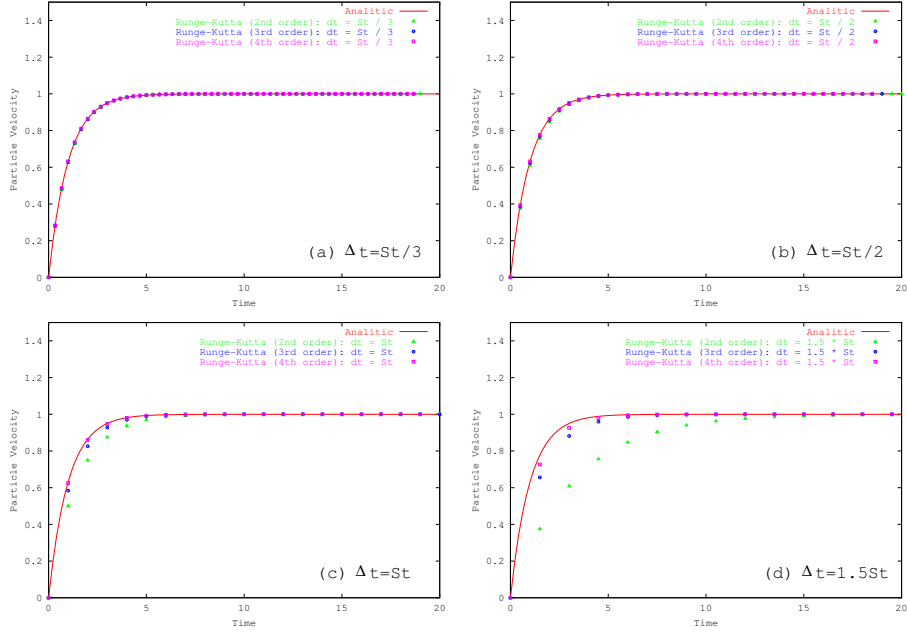 Analitic
Runge-Kutta (2nd order): dt = St / 3
Runge-Kutta (3rd order): dt = St / 3
Runge-Kutta (4th order): dt = St / 3
1.4
1.2
1
0.8
0.6
0.4
0.2
0
Particle Velocity
(a) Δt=St/3
0 5 10 15 20
Time
Analitic
Runge-Kutta (2nd order): dt = St / 2
Runge-Kutta (3rd order): dt = St / 2
Runge-Kutta (4th order): dt = St / 2
1.4
1.2
1
0.8
0.6
0.4
0.2
0
Particle Velocity
(b) Δt=St/2
0 5 10 15 20
Time
Analitic
Runge-Kutta (2nd order): dt = St
Runge-Kutta (3rd order): dt = St
Runge-Kutta (4th order): dt = St
1.4
1.2
1
0.8
0.6
0.4
0.2
0
Particle Velocity
(c) Δt=St
0 5 10 15 20
Time
Analitic
Runge-Kutta (2nd order): dt = 1.5 * St
Runge-Kutta (3rd order): dt = 1.5 * St
Runge-Kutta (4th order): dt = 1.5 * St
1.4
1.2
1
0.8
0.6
0.4
0.2
0
Particle Velocity
(d) Δt=1.5St
0 5 10 15 20
Time